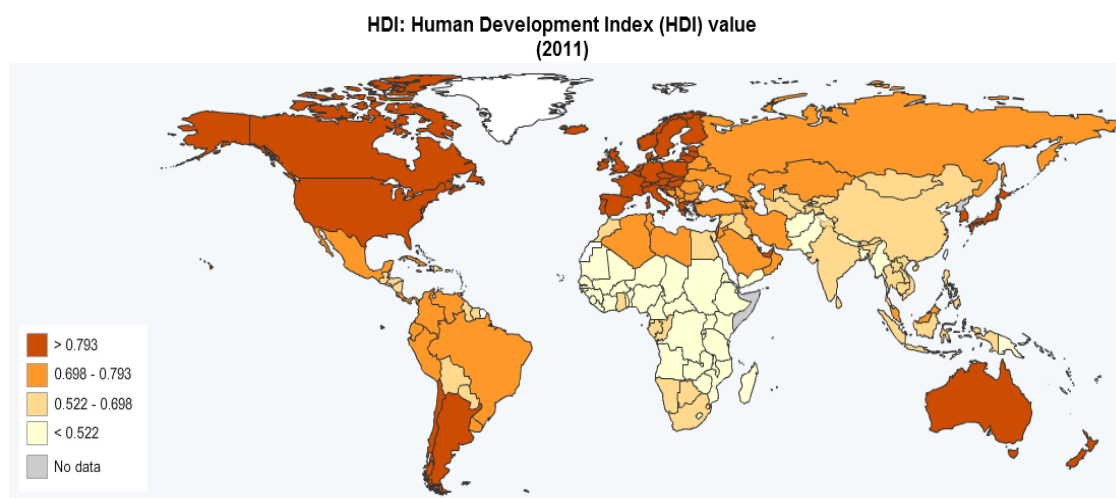 HDI: Human Development Index (HDI) value
(2011)
> 0.793
0.698 - 0.793
0.522 - 0.698
< 0.522
No data